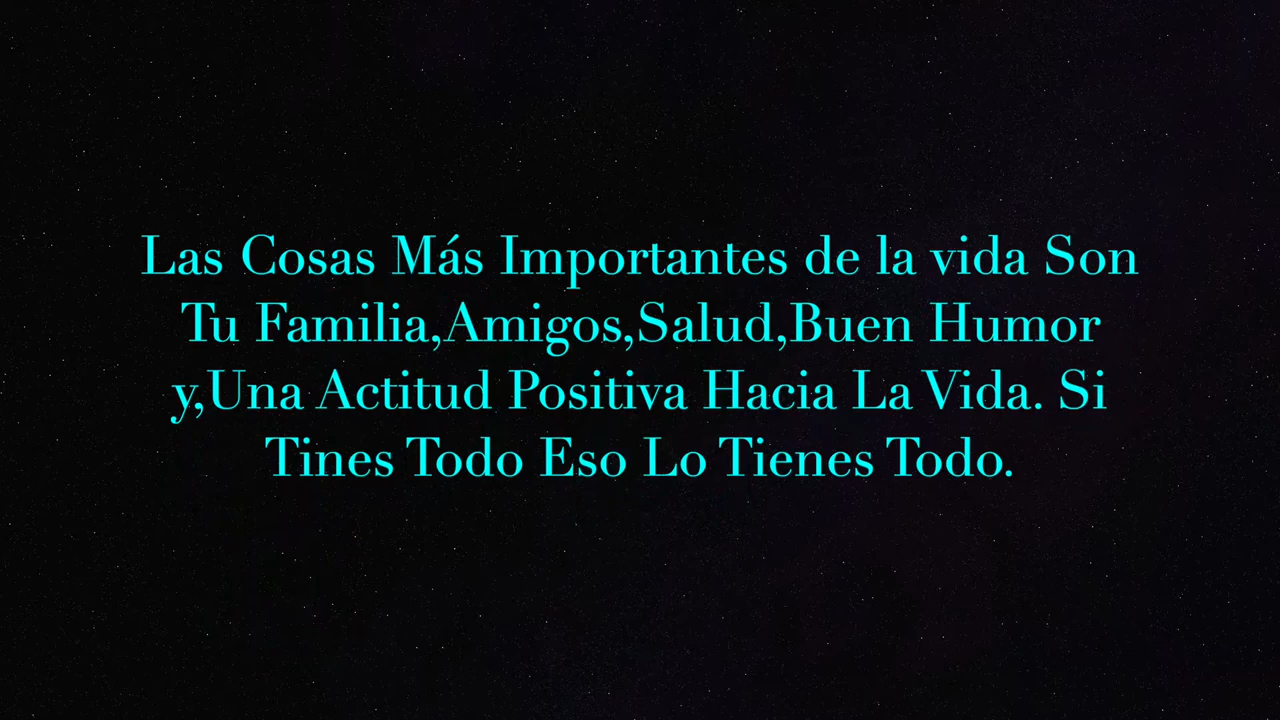 Las Cosas Más Importantes de la vida Son
Tu Familia,Amigos,Salud,Buen Humor
y,Una Actitud Positiva Hacia La Vida. Si
Tines Todo Eso Lo Tienes Todo.